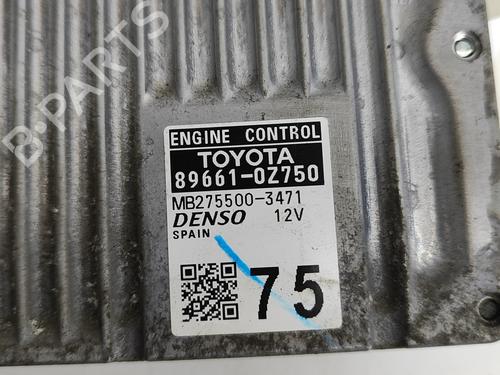 B-PARTS
ENGINE CONTROL
TOYOTA
89661-0Z750
MB275500-3471
DENSO 12V
SPAIN
75